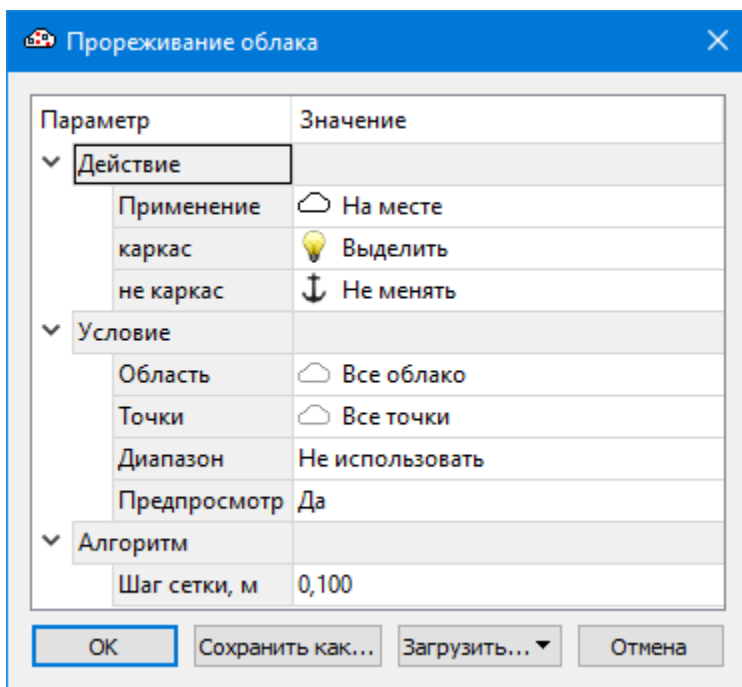 Прореживание облака
Параметр Значение
Действие
Применение На месте
каркас Выделить
не каркас Не менять
Условие
Область Все облако
Точки Все точки
Диапазон Не использовать
Предпросмотр Да
Алгоритм
Шаг сетки, м 0,100
OK Сохранить как... Загрузить... Отмена